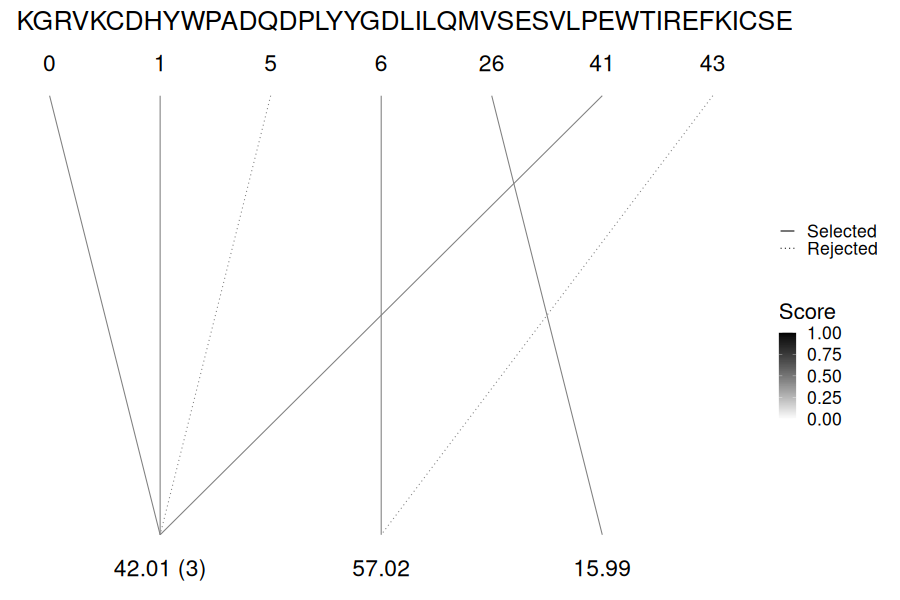 KGRVKCDHYWPADQDPLYYGDLILQMVSESVLPEWTIREFKICSE
0 1 5 6 26 41 43
Selected
Rejected
Score
1.00
0.75
0.50
0.25
0.00
42.01 (3) 57.02 15.99